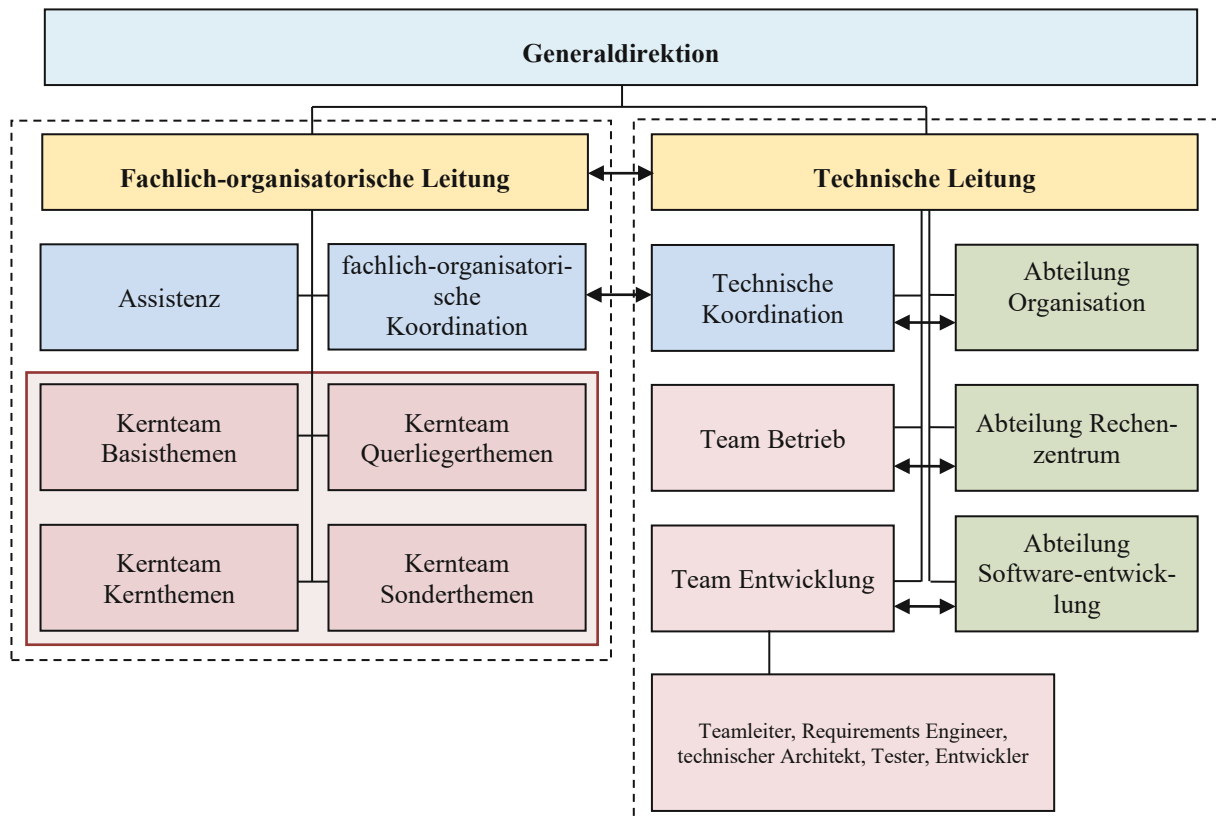 Generaldirektion
Fachlich-organisatorische Leitung
Technische Leitung
Assistenz
fachlich-organisatori-
sche
Koordination
Technische
Koordination
Abteilung
Organisation
Kernteam
Basisthemen
Kernteam
Querliegerthemen
Team Betrieb
Abteilung Rechen-
zentrum
Kernteam
Kernthemen
Kernteam
Sonderthemen
Team Entwicklung
Abteilung
Software-entwick-
lung
Teamleiter, Requirements Engineer,
technischer Architekt, Tester, Entwickler